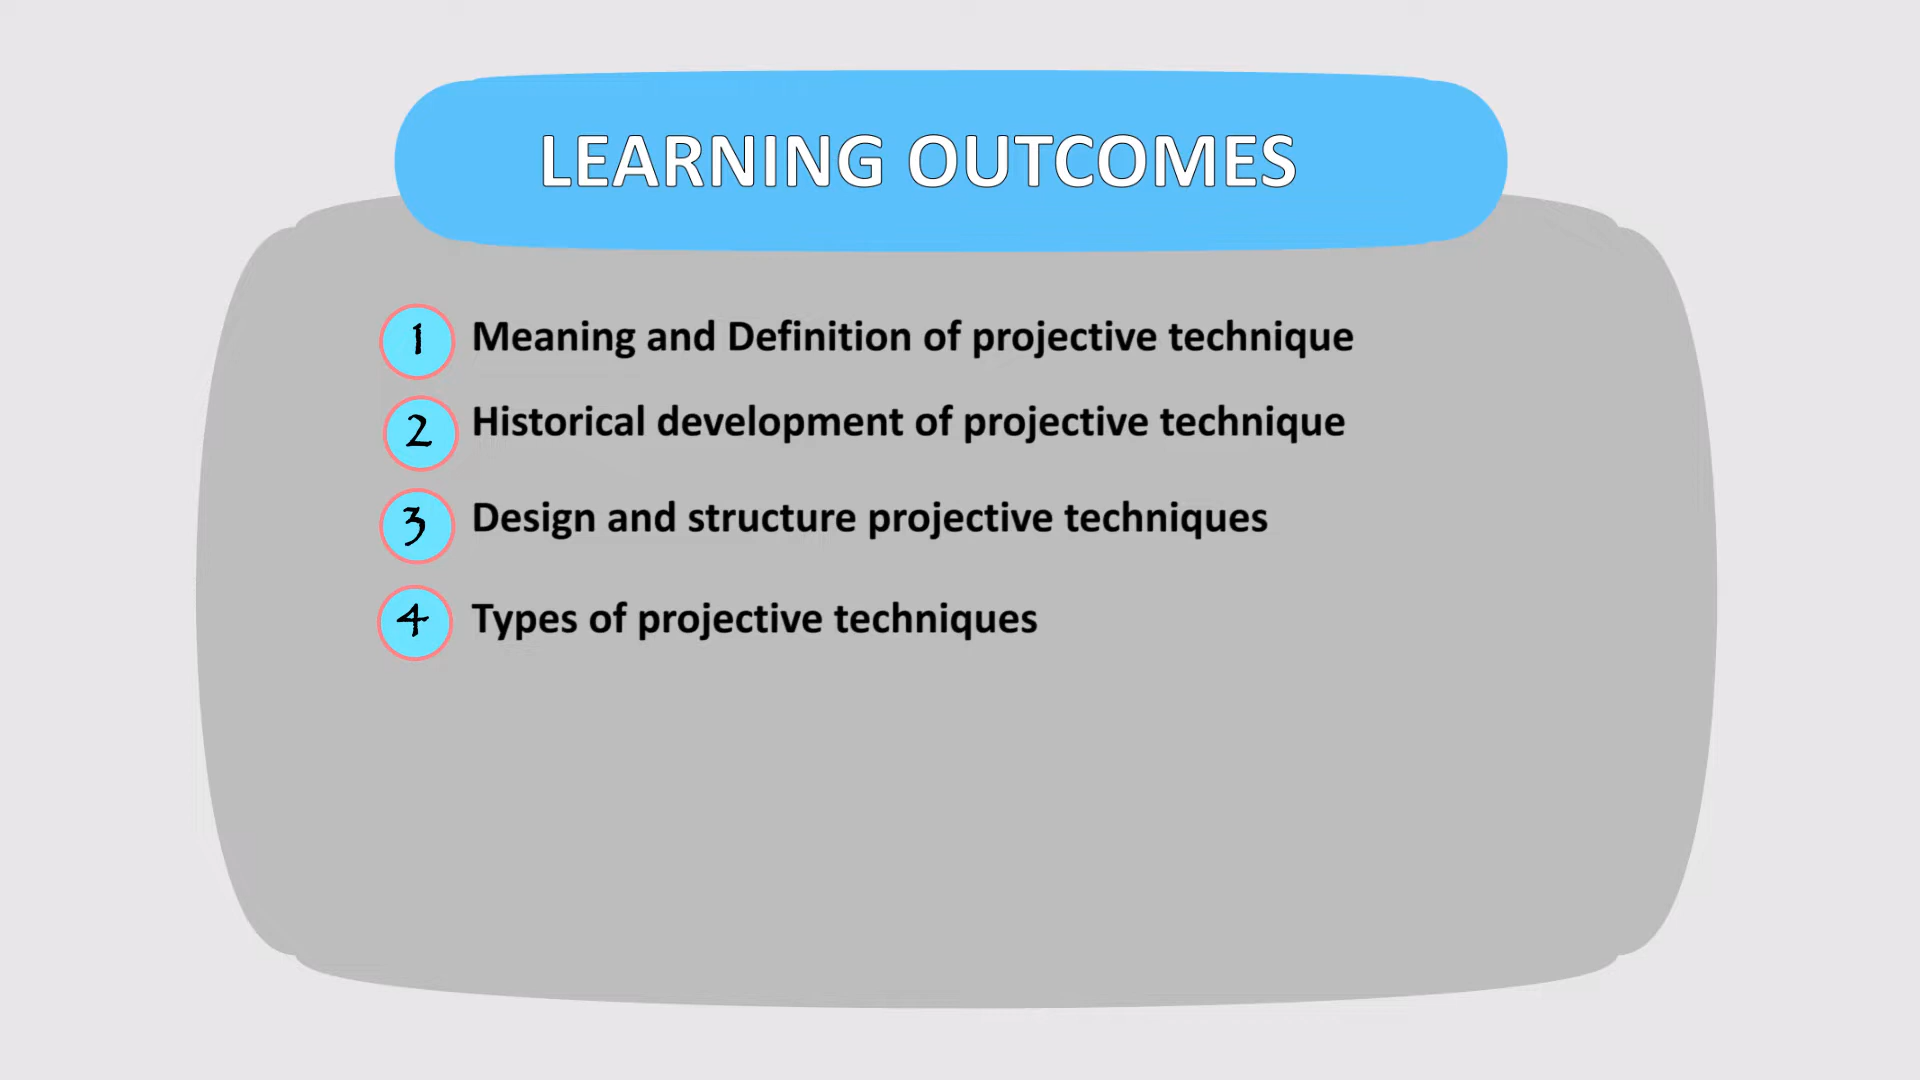 LEARNING OUTCOMES
1 Meaning and Definition of projective technique
2 Historical development of projective technique
3 Design and structure projective techniques
4 Types of projective techniques